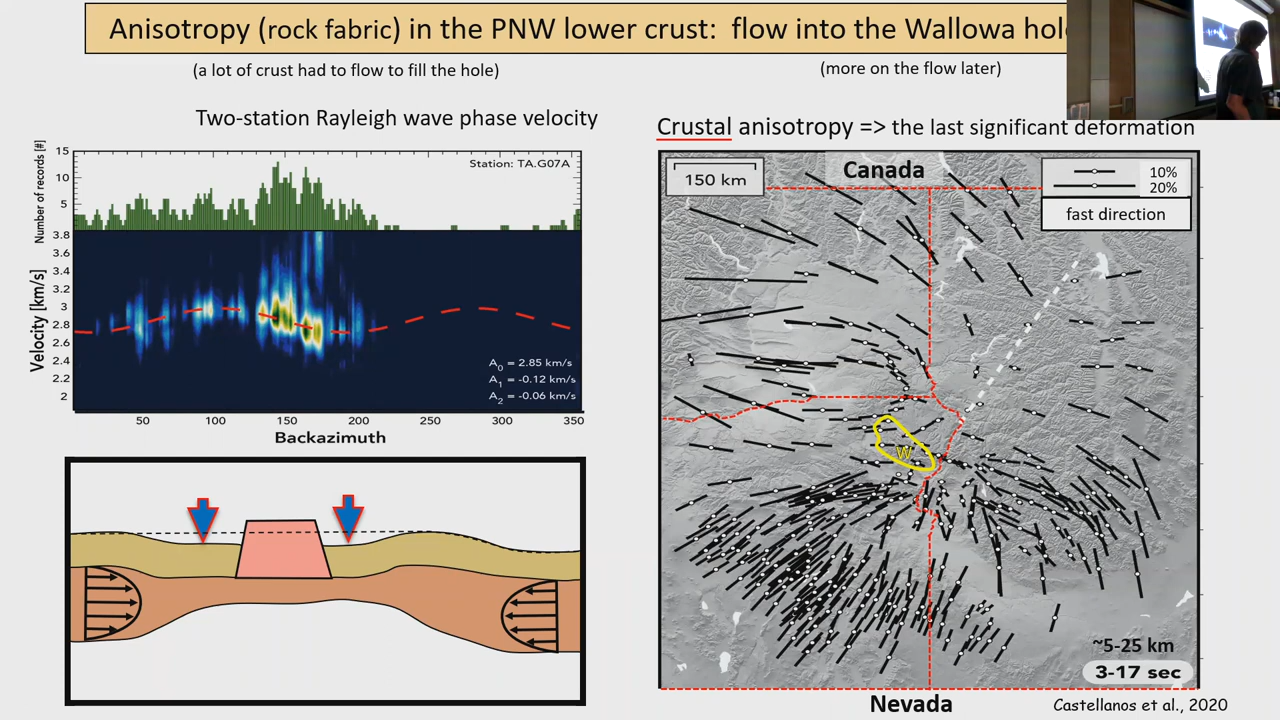 Anisotropy (rock fabric) in the PNW lower crust: flow into the Wallowa hol
(a lot of crust had to flow to fill the hole)
(more on the flow later)
Two-station Rayleigh wave phase velocity
Crustal anisotropy => the last significant deformation
Number of records [#]
15
10
5
Station: TA.G07A
Velocity [km/s]
3.8
3.6
3.4
3.2
3
2.8
2.6
2.4
2.2
2
A0 = 2.85 km/s
A1 = -0.12 km/s
A2 = -0.06 km/s
50 100 150 200 250 300 350
Backazimuth
150 km
Canada
10%
20%
fast direction
W
~5-25 km
3-17 sec
Nevada
Castellanos et al., 2020